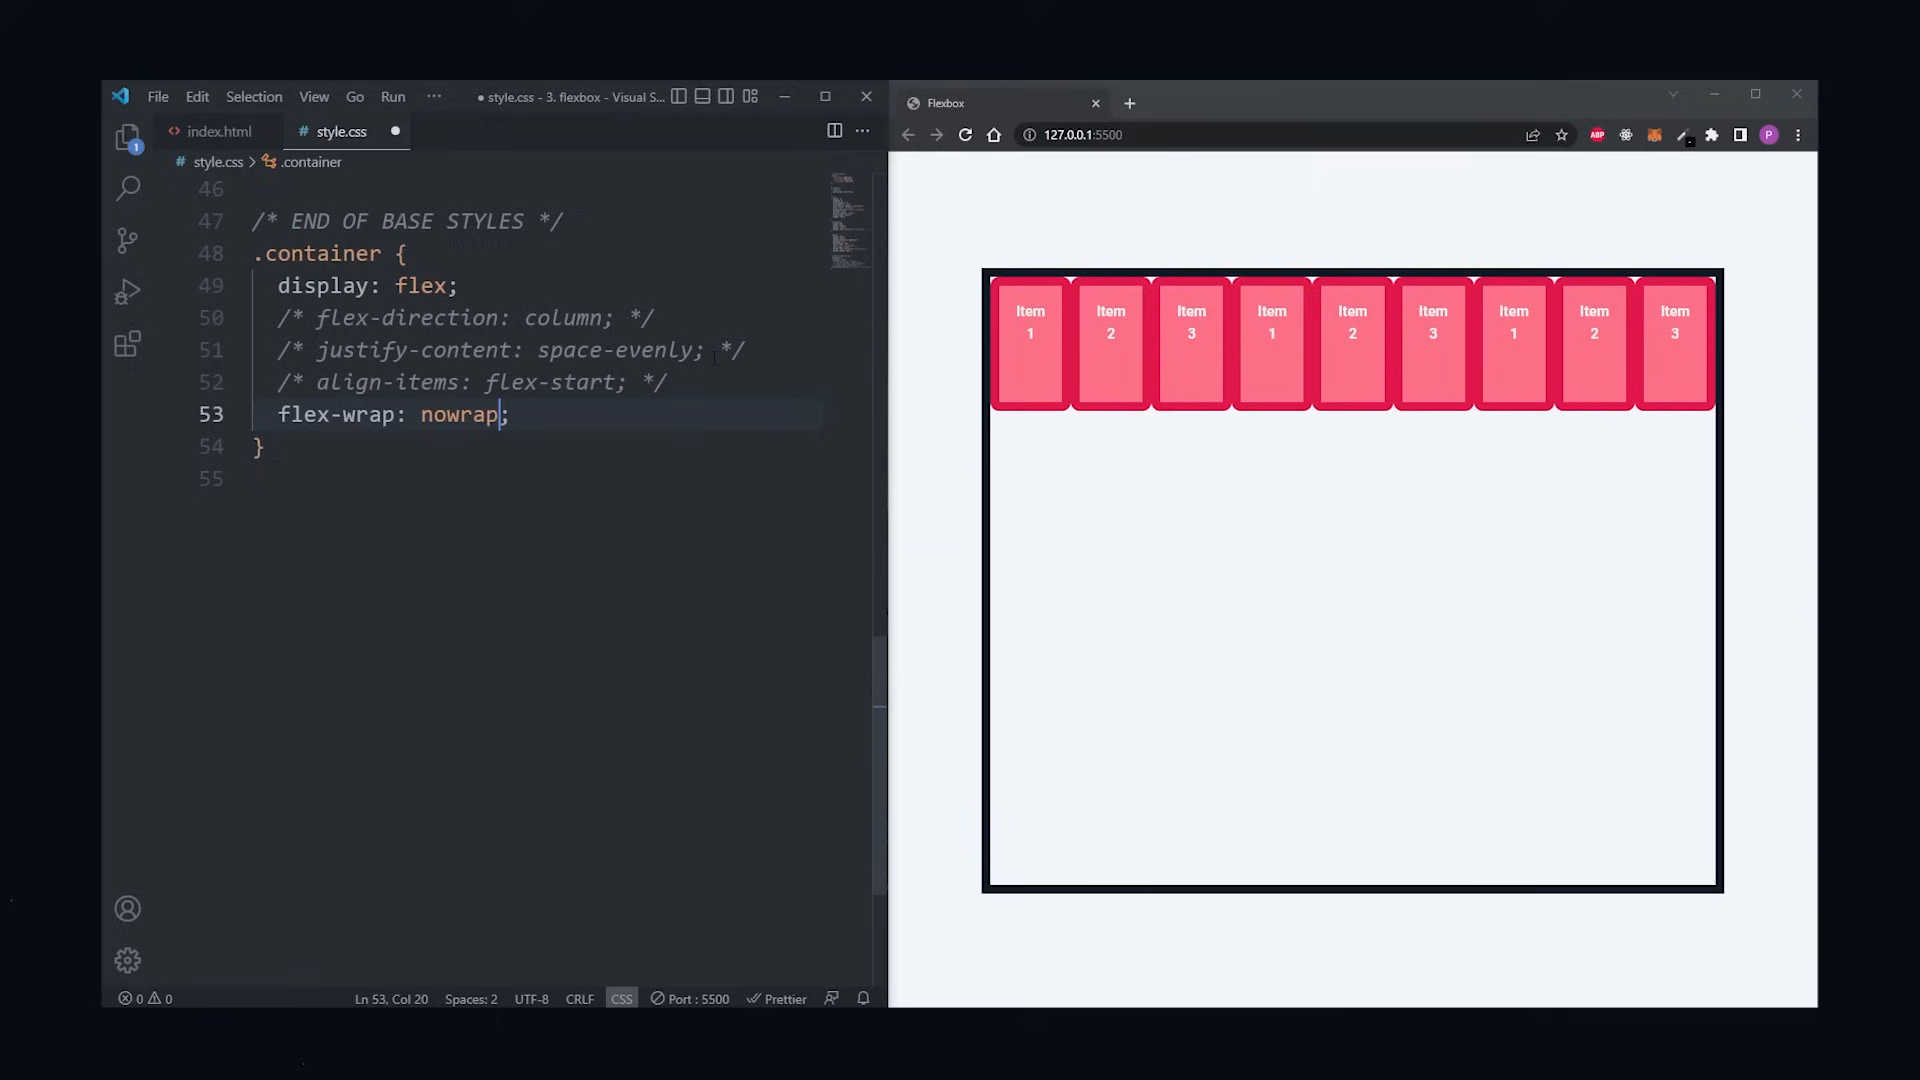 File Edit Selection View Go Run ··· ● style.css - 3. flexbox - Visual S...
index.html style.css
style.css > .container
46
47 /* END OF BASE STYLES */
48 .container {
49 display: flex;
50 /* flex-direction: column; */
51 /* justify-content: space-evenly; */
52 /* align-items: flex-start; */
53 flex-wrap: nowrap;
54 }
55
1
0 0 Ln 53, Col 20 Spaces: 2 UTF-8 CRLF CSS Port : 5500 Prettier
Flexbox
127.0.0.1:5500
ABP
P
Item 1
Item 2
Item 3
Item 1
Item 2
Item 3
Item 1
Item 2
Item 3